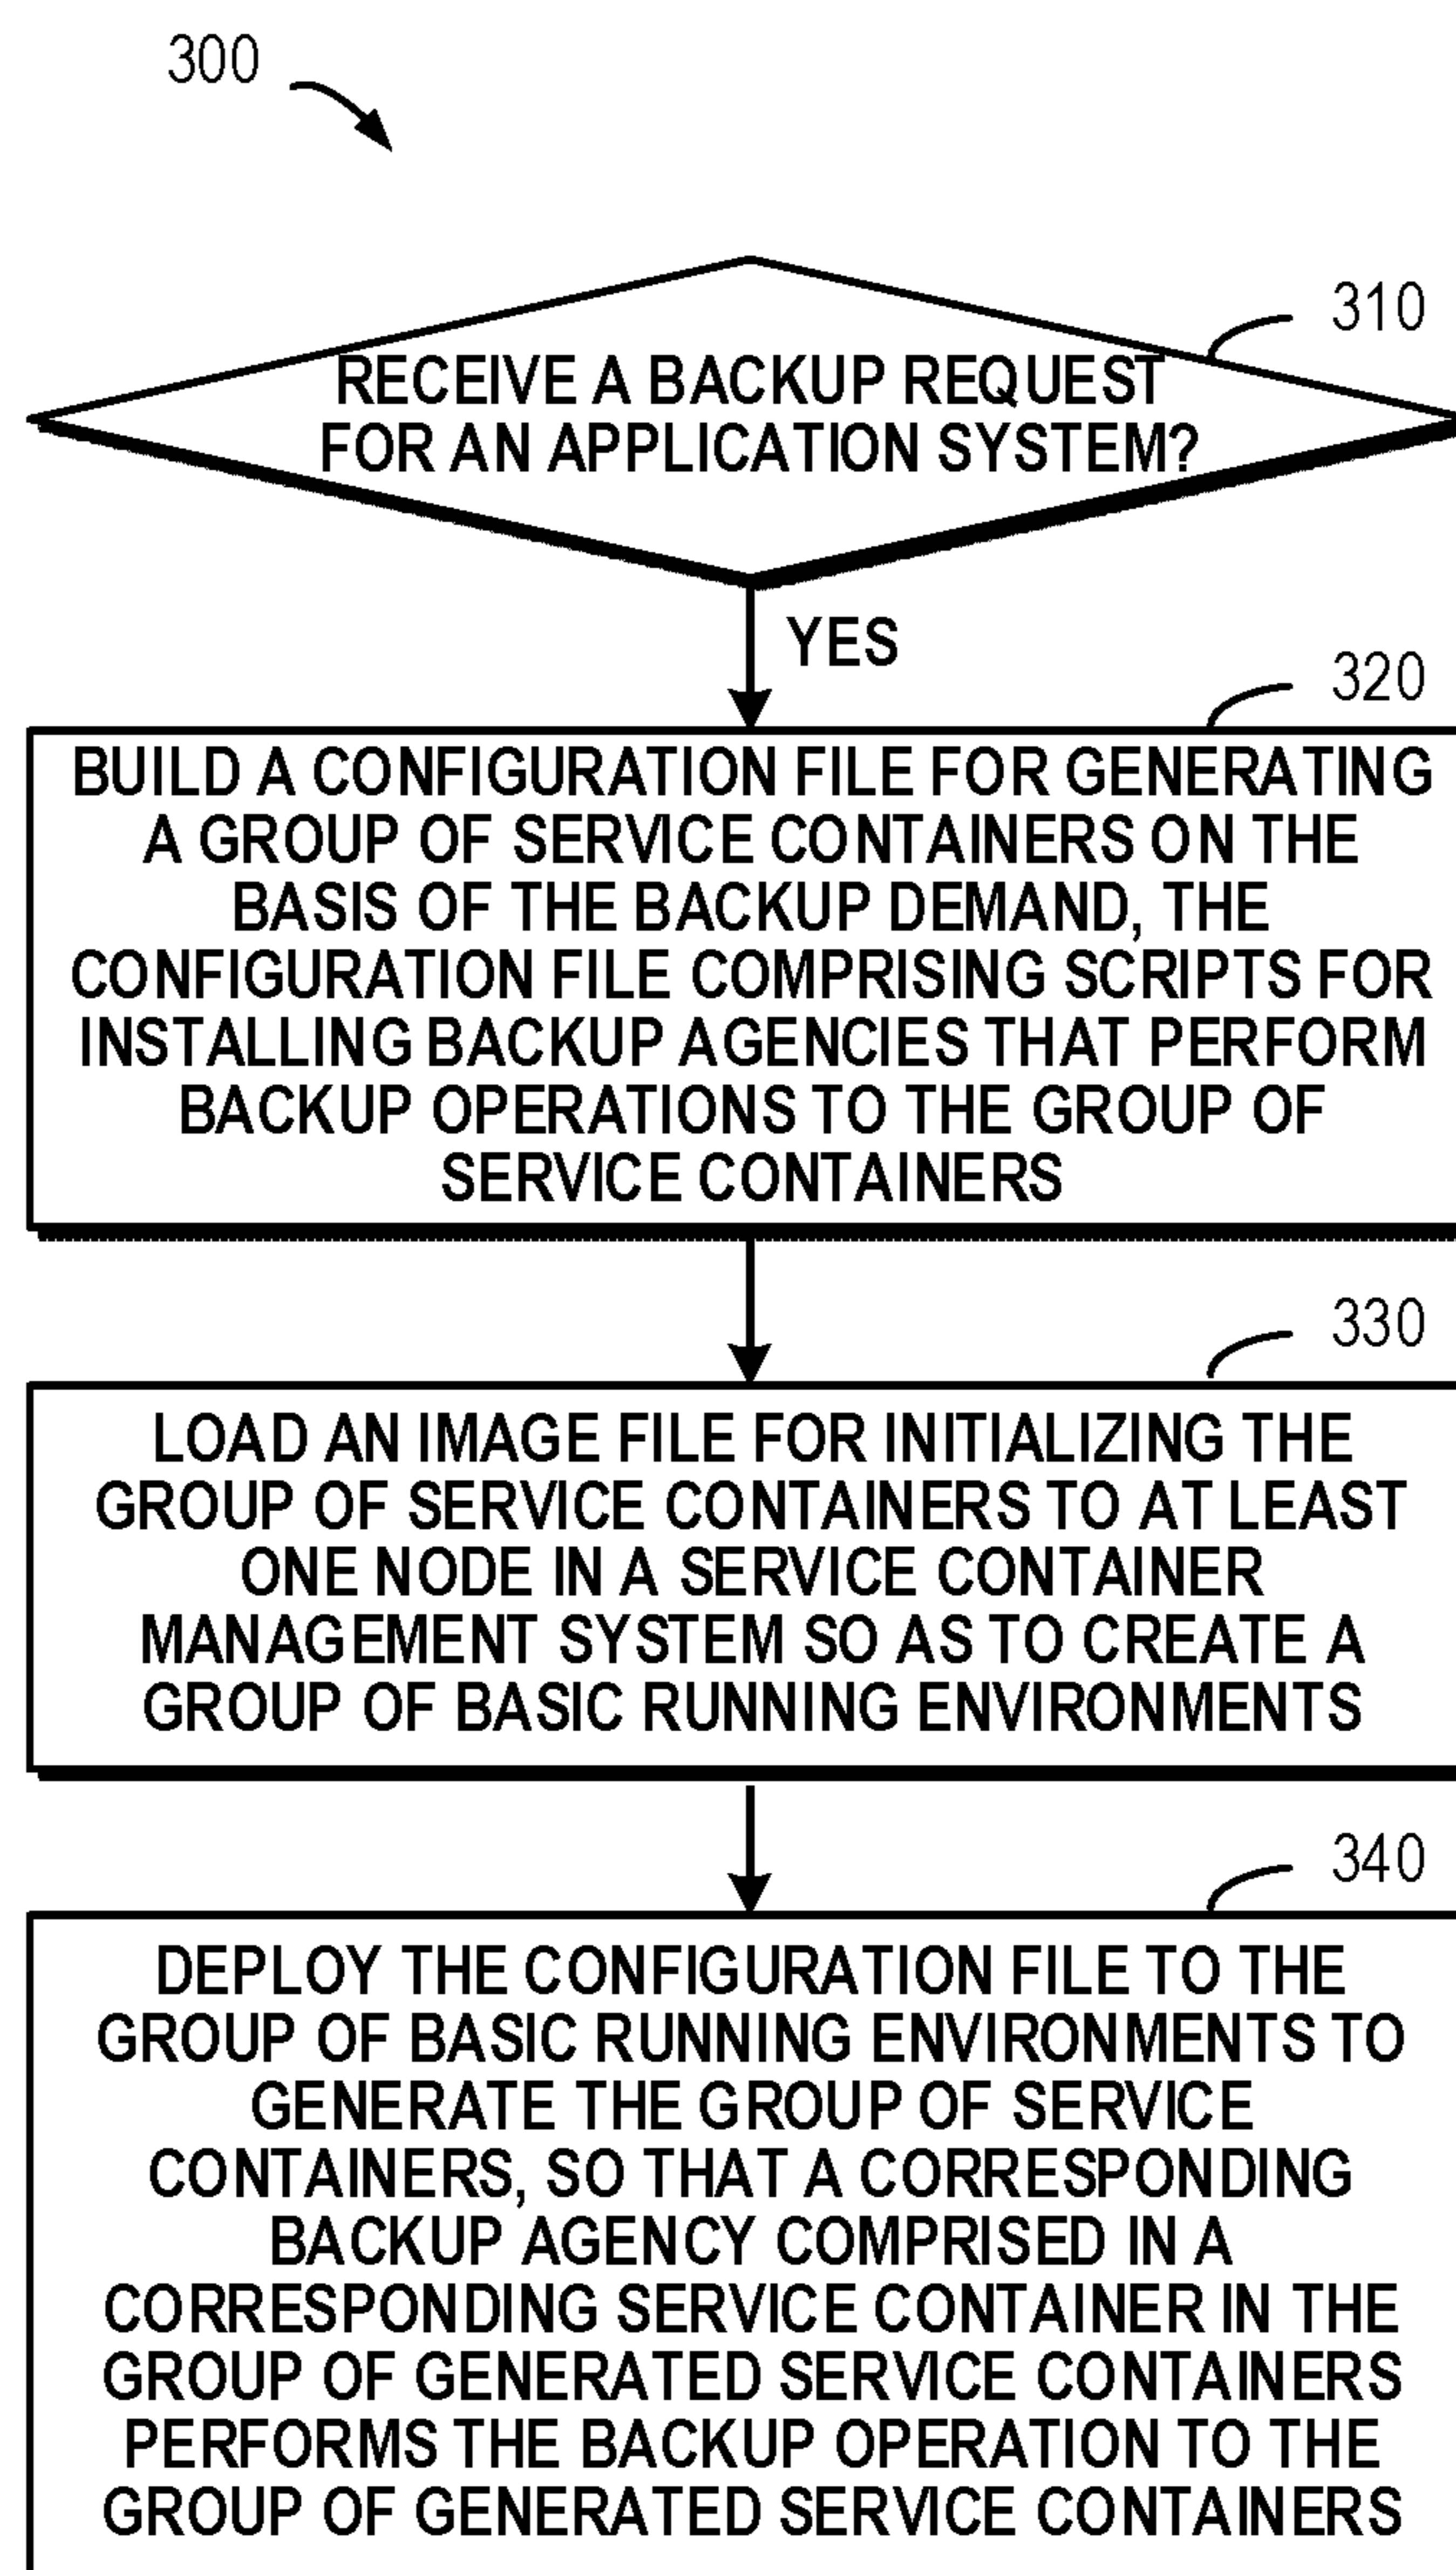 300
310
RECEIVE A BACKUP REQUEST
FOR AN APPLICATION SYSTEM?
YES
320
BUILD A CONFIGURATION FILE FOR GENERATING
A GROUP OF SERVICE CONTAINERS ON THE
BASIS OF THE BACKUP DEMAND, THE
CONFIGURATION FILE COMPRISING SCRIPTS FOR
INSTALLING BACKUP AGENCIES THAT PERFORM
BACKUP OPERATIONS TO THE GROUP OF
SERVICE CONTAINERS
330
LOAD AN IMAGE FILE FOR INITIALIZING THE
GROUP OF SERVICE CONTAINERS TO AT LEAST
ONE NODE IN A SERVICE CONTAINER
MANAGEMENT SYSTEM SO AS TO CREATE A
GROUP OF BASIC RUNNING ENVIRONMENTS
340
DEPLOY THE CONFIGURATION FILE TO THE
GROUP OF BASIC RUNNING ENVIRONMENTS TO
GENERATE THE GROUP OF SERVICE
CONTAINERS, SO THAT A CORRESPONDING
BACKUP AGENCY COMPRISED IN A
CORRESPONDING SERVICE CONTAINER IN THE
GROUP OF GENERATED SERVICE CONTAINERS
PERFORMS THE BACKUP OPERATION TO THE
GROUP OF GENERATED SERVICE CONTAINERS